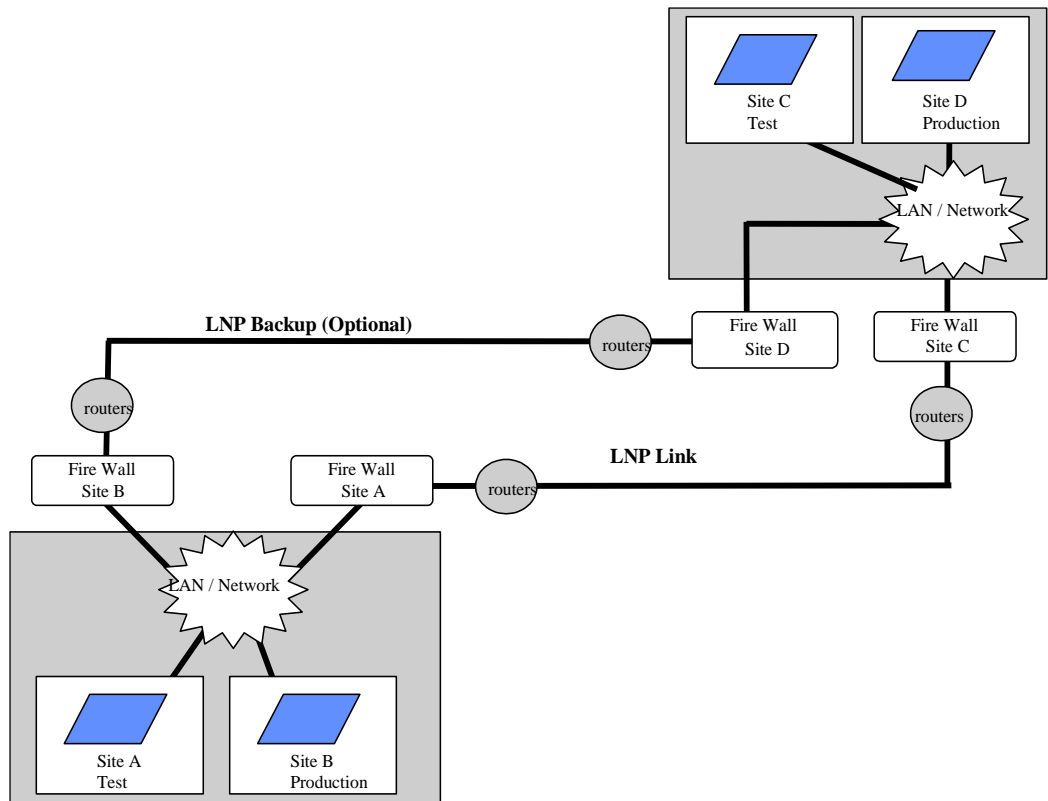 Site C
Test
Site D
Production
LAN / Network
LNP Backup (Optional)
routers
Fire Wall
Site D
Fire Wall
Site C
routers
routers
Fire Wall
Site B
Fire Wall
Site A
LNP Link
routers
LAN / Network
Site A
Test
Site B
Production